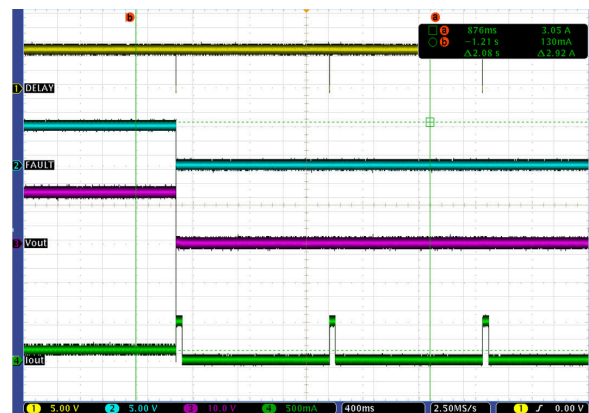 b a
a 876ms 3.05 A
b -1.21 s 130mA
Δ2.08 s Δ2.92 A
1 DELAY
2 FAULT
3 Vout
4 Iout
1 5.00 V 2 5.00 V 3 10.0 V 4 500mA 400ms 2.50MS/s 1 0.00 V